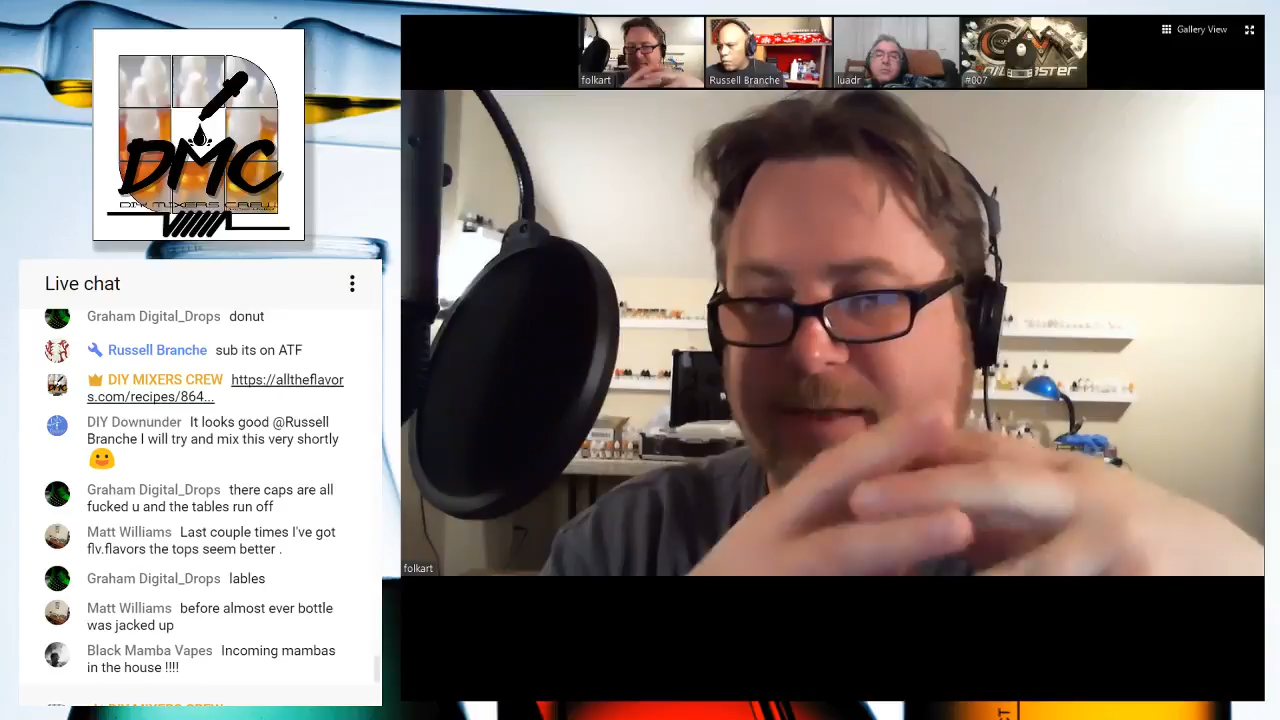 DMC
DIY MIXERS CREW
Live chat
Graham Digital_Drops donut
Russell Branche sub its on ATF
DIY MIXERS CREW https://alltheflavor
s.com/recipes/864...
DIY Downunder It looks good @Russell
Branche I will try and mix this very shortly
Graham Digital_Drops there caps are all
fucked u and the tables run off
Matt Williams Last couple times I've got
flv.flavors the tops seem better .
Graham Digital_Drops lables
Matt Williams before almost ever bottle
was jacked up
Black Mamba Vapes Incoming mambas
in the house !!!!
folkart
Russell Branche
luadr
#007
Gallery View
folkart